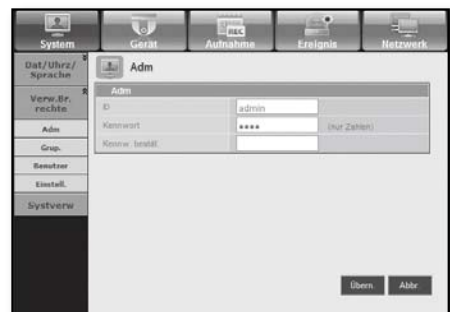 System Gerät Aufnahme Ereignis Netzwerk
REC
Dat/Uhrz/
Sprache
Verw.Br.
rechte
Adm
Grup.
Benutzer
Einstell.
Systverw
Adm
Adm
ID admin
Kennwort **** (nur Zahlen)
Kennw. bestät.
Übern. Abbr.